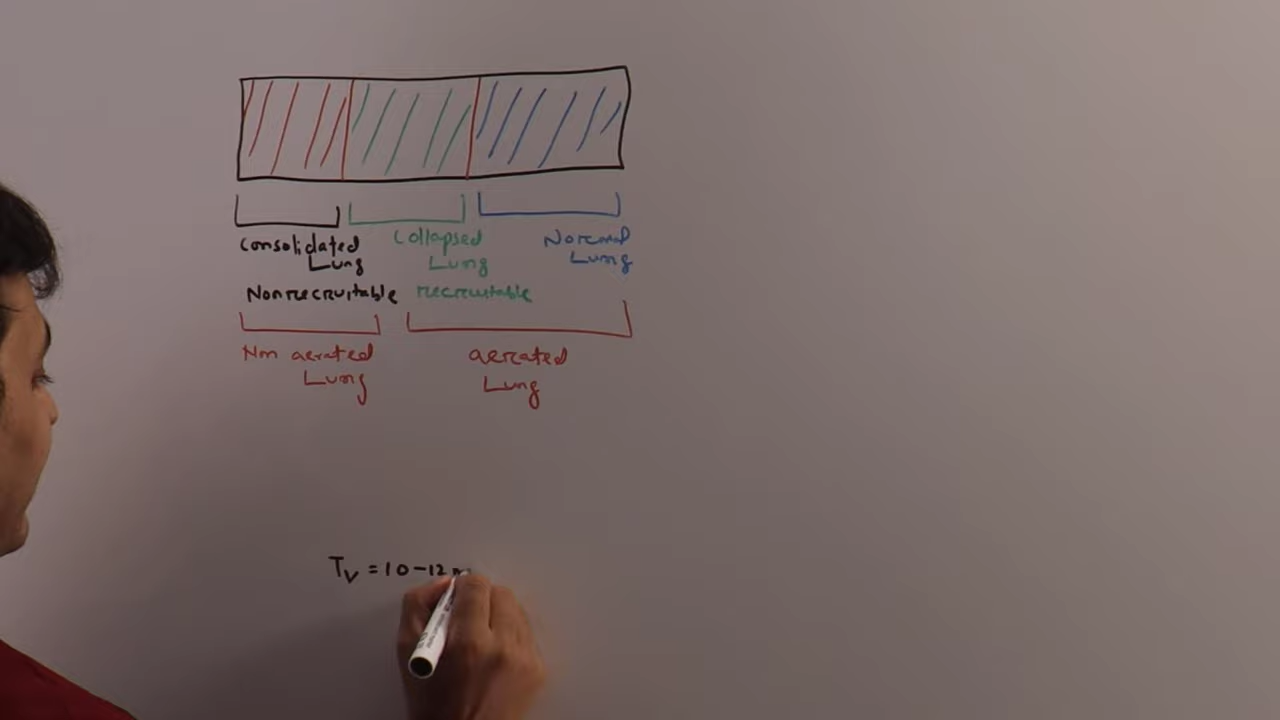 Consolidated Lung
Collapsed Lung
Normal Lung
Nonrecruitable
recruitable
Non aerated Lung
aerated Lung
Tv = 10-12 m